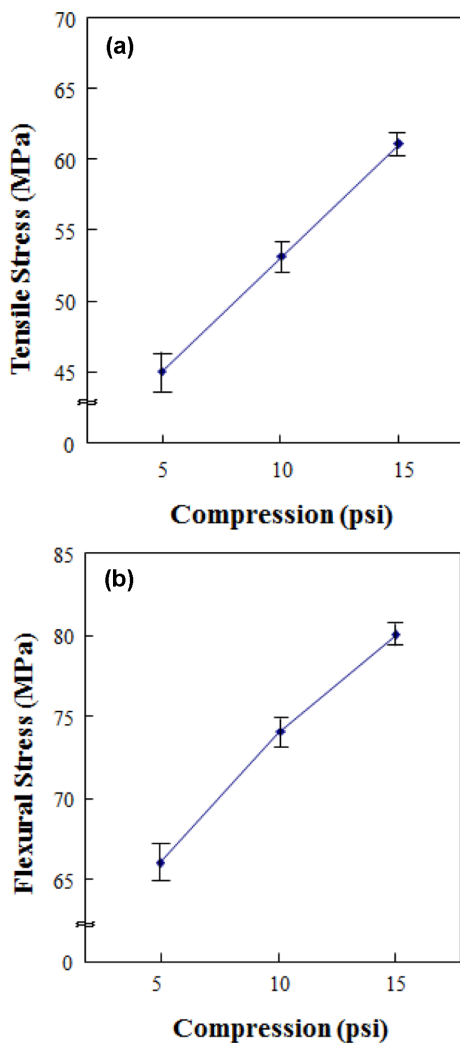 (a)
Tensile Stress (MPa)
70
65
60
55
50
45
0
5 10 15
Compression (psi)
(b)
Flexural Stress (MPa)
85
80
75
70
65
0
5 10 15
Compression (psi)